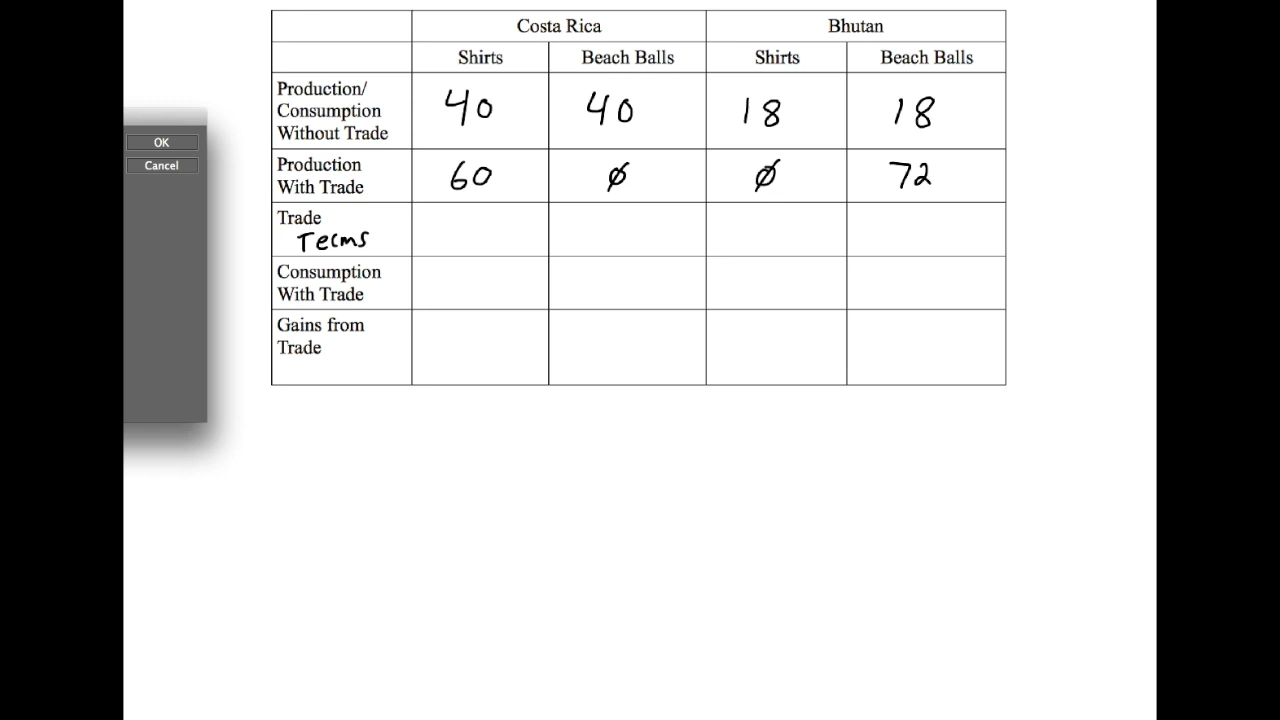 Costa Rica Bhutan
Shirts Beach Balls Shirts Beach Balls
Production/
Consumption
Without Trade
40 40 18 18
Production
With Trade
60 ∅ ∅ 72
Trade
Terms
Consumption
With Trade
Gains from
Trade
OK
Cancel